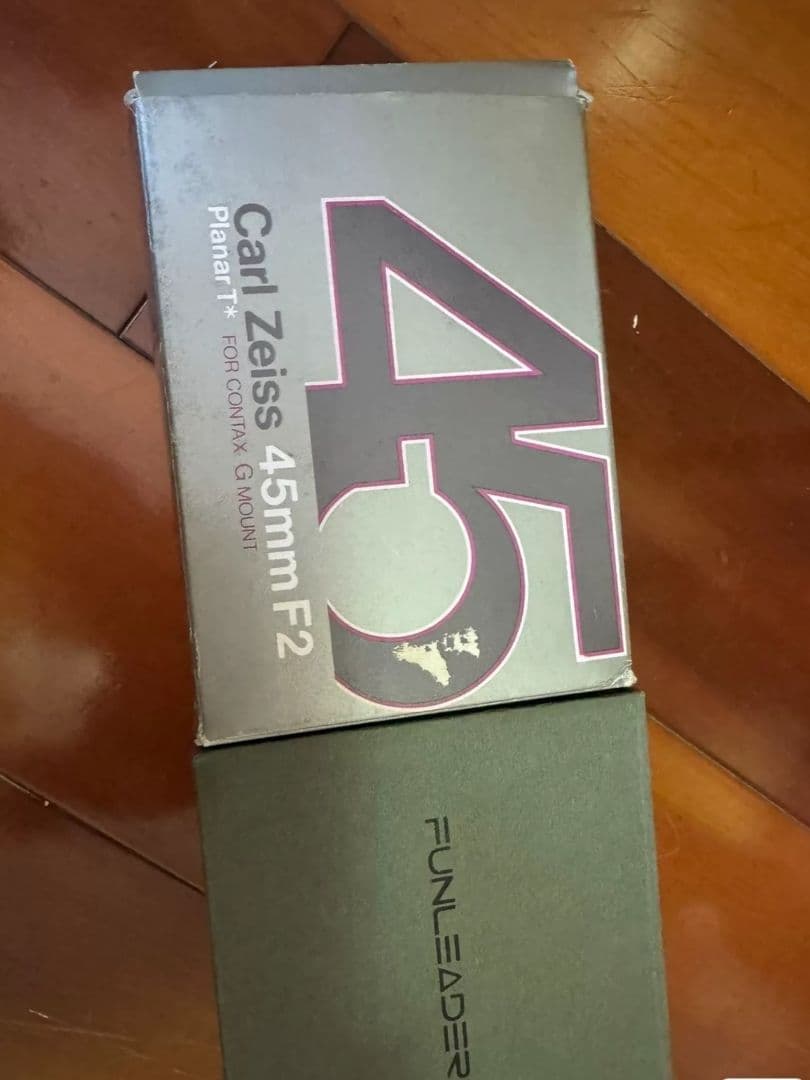 45
Carl Zeiss 45mm F2
Planar T* FOR CONTAX G MOUNT
FUNLEADER